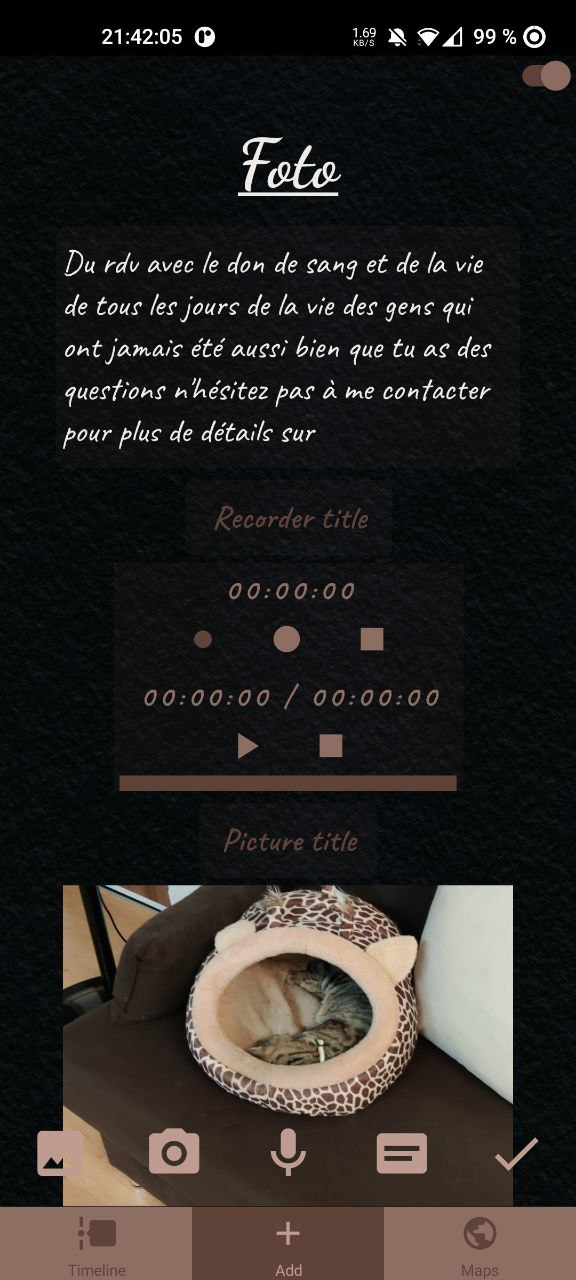 21:42:05
1.69
KB/S
99 %
Foto
Du rdv avec le don de sang et de la vie
de tous les jours de la vie des gens qui
ont jamais été aussi bien que tu as des
questions n'hésitez pas à me contacter
pour plus de détails sur
Recorder title
00:00:00
00:00:00 / 00:00:00
Picture title
Timeline
Add
Maps